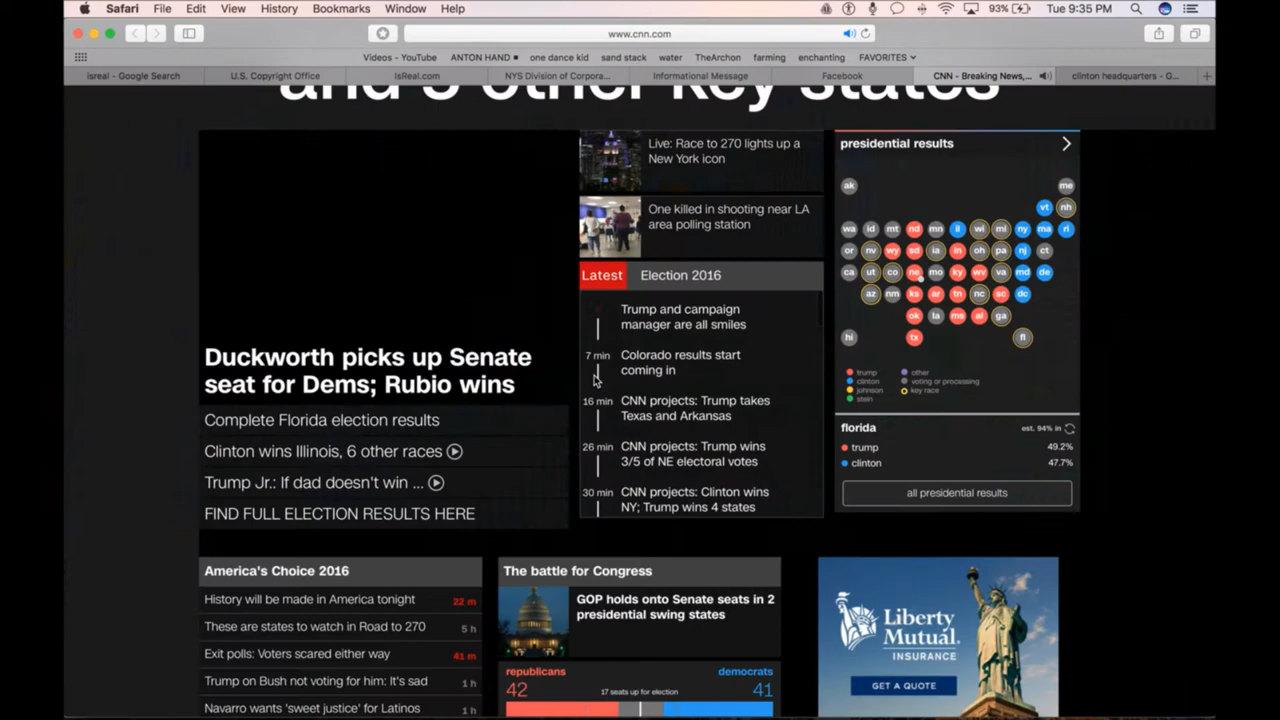 Safari File Edit View History Bookmarks Window Help
93% Tue 9:35 PM
www.cnn.com
Videos - YouTube ANTON HAND one dance kid sand stack water TheArchon farming enchanting FAVORITES
isreal - Google Search U.S. Copyright Office IsReal.com NYS Division of Corpora... Informational Message Facebook CNN - Breaking News,... clinton headquarters - G...
and 5 other key states
Live: Race to 270 lights up a
New York icon
One killed in shooting near LA
area polling station
Latest Election 2016
Trump and campaign
manager are all smiles
7 min Colorado results start
coming in
16 min CNN projects: Trump takes
Texas and Arkansas
26 min CNN projects: Trump wins
3/5 of NE electoral votes
30 min CNN projects: Clinton wins
NY; Trump wins 4 states
Duckworth picks up Senate
seat for Dems; Rubio wins
Complete Florida election results
Clinton wins Illinois, 6 other races
Trump Jr.: If dad doesn't win ...
FIND FULL ELECTION RESULTS HERE
presidential results
ak me
vt nh
wa id mt nd mn il wi mi ny ma ri
or nv wy sd ia in oh pa nj ct
ca ut co ne mo ky wv va md de
az nm ks ar tn nc sc dc
ok la ms al ga
hi tx fl
trump other
clinton voting or processing
johnson key race
stein
florida est. 94% in
trump 49.2%
clinton 47.7%
all presidential results
America's Choice 2016
History will be made in America tonight 22 m
These are states to watch in Road to 270 5 h
Exit polls: Voters scared either way 41 m
Trump on Bush not voting for him: It's sad 1 h
Navarro wants 'sweet justice' for Latinos 1 h
The battle for Congress
GOP holds onto Senate seats in 2
presidential swing states
republicans democrats
42 17 seats up for election 41
Liberty
Mutual.
INSURANCE
GET A QUOTE